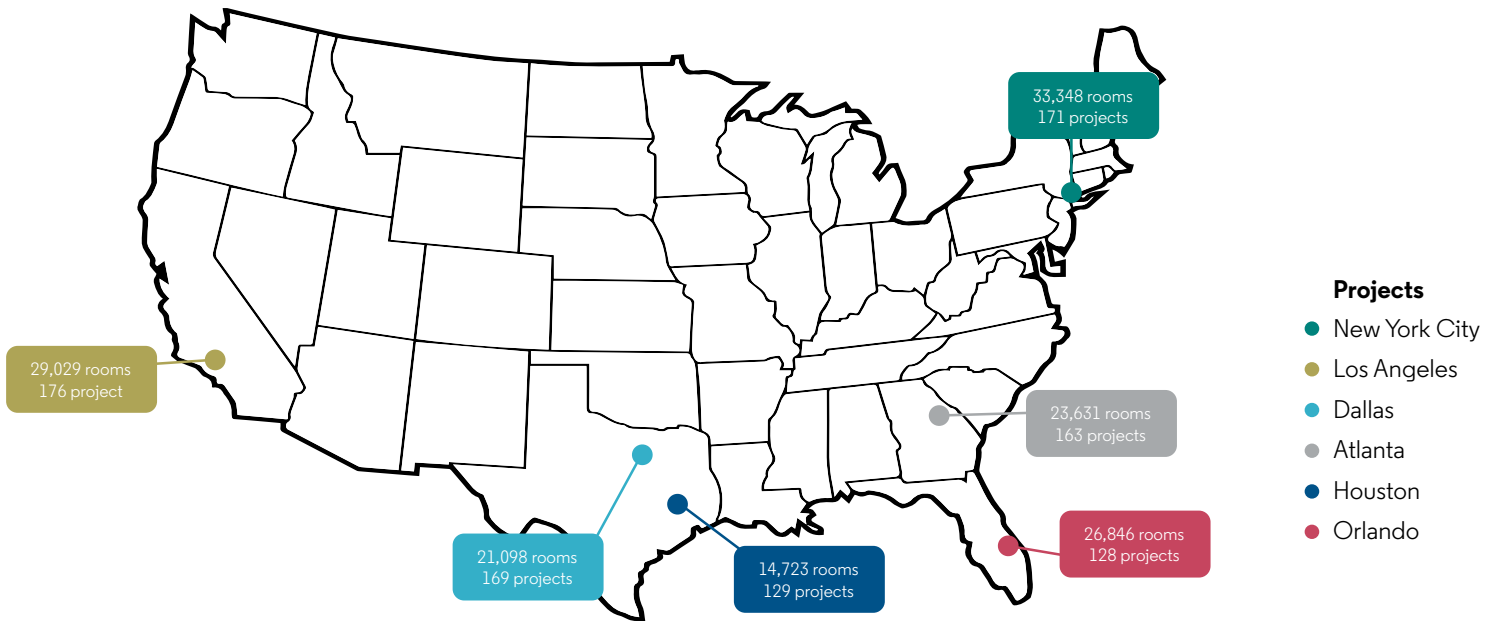 33,348 rooms
171 projects
29,029 rooms
176 project
23,631 rooms
163 projects
21,098 rooms
169 projects
14,723 rooms
129 projects
26,846 rooms
128 projects
Projects
New York City
Los Angeles
Dallas
Atlanta
Houston
Orlando